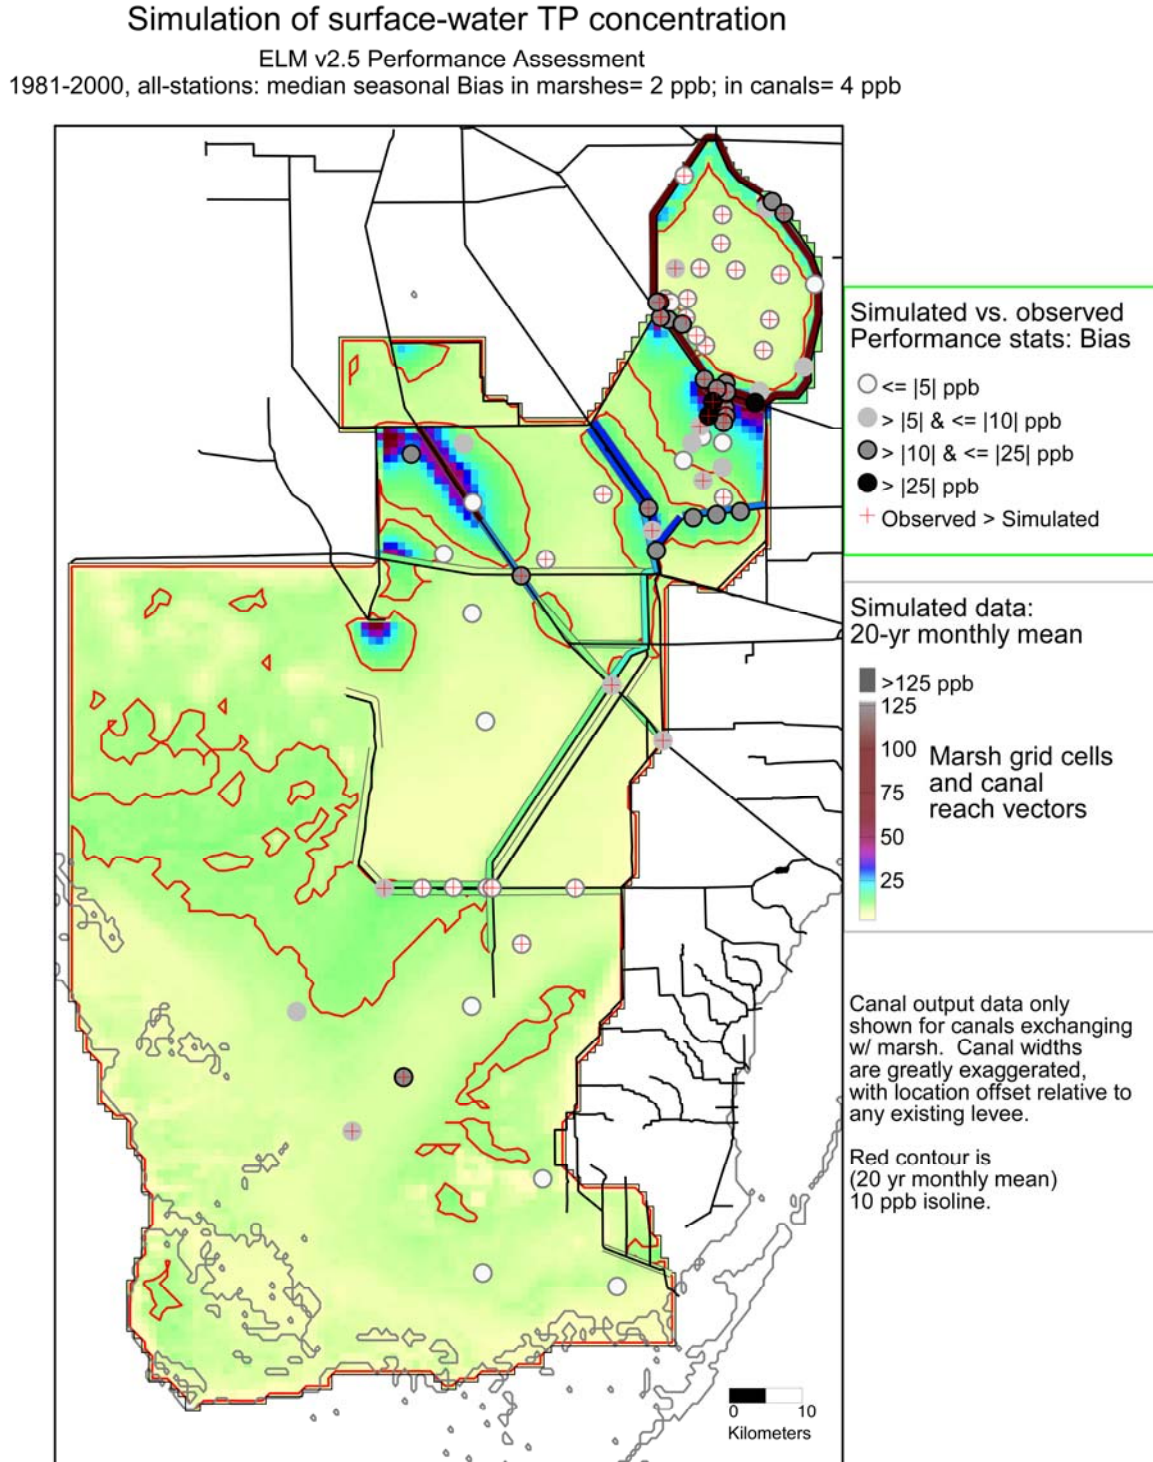 Simulation of surface-water TP concentration
ELM v2.5 Performance Assessment
1981-2000, all-stations: median seasonal Bias in marshes= 2 ppb; in canals= 4 ppb
Simulated vs. observed
Performance stats: Bias
<= |5| ppb
> |5| & <= |10| ppb
> |10| & <= |25| ppb
> |25| ppb
Observed > Simulated
Simulated data:
20-yr monthly mean
>125 ppb
125
100
75
50
25
Marsh grid cells
and canal
reach vectors
Canal output data only
shown for canals exchanging
w/ marsh. Canal widths
are greatly exaggerated,
with location offset relative to
any existing levee.
Red contour is
(20 yr monthly mean)
10 ppb isoline.
0 10
Kilometers